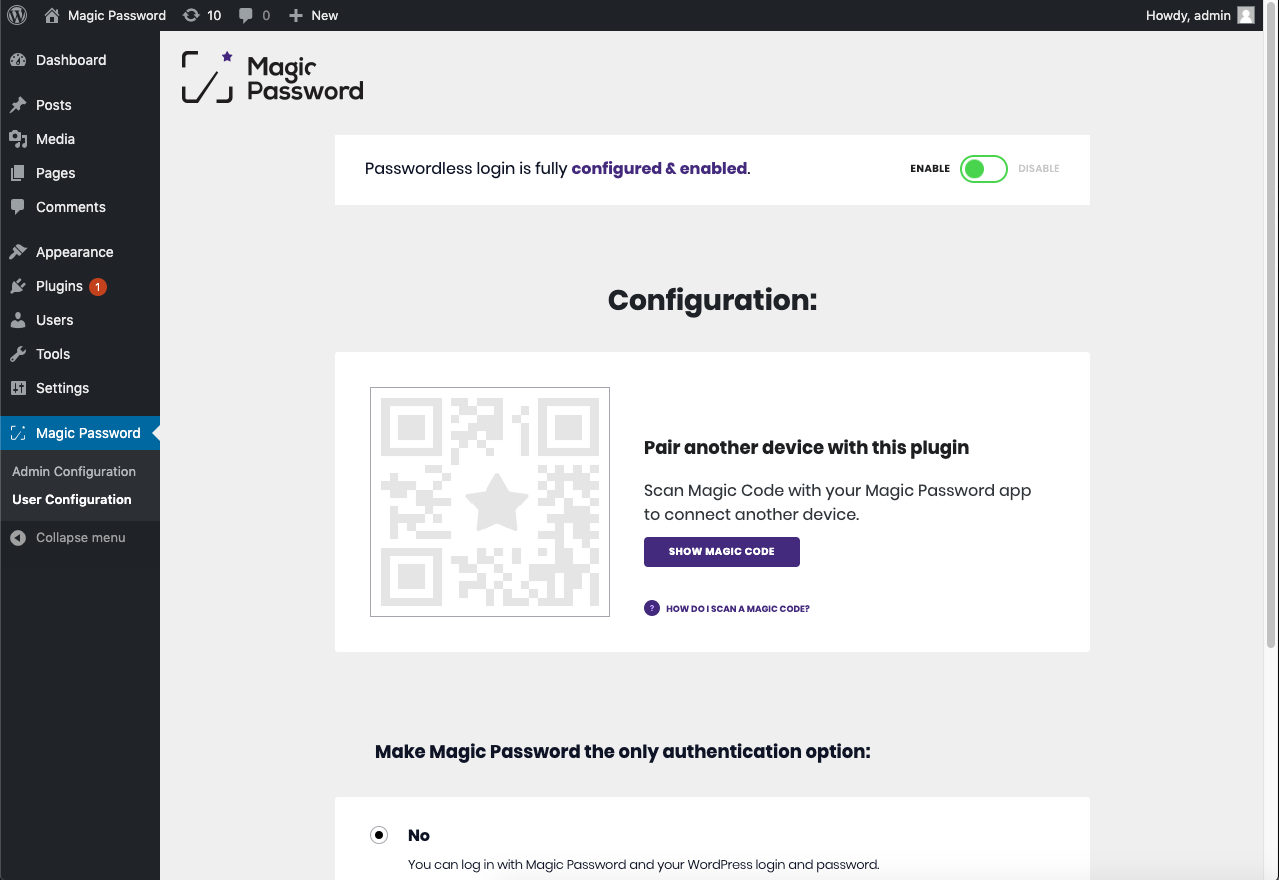 Magic Password
10
0
New
Howdy, admin
Dashboard
Posts
Media
Pages
Comments
Appearance
Plugins 1
Users
Tools
Settings
Magic Password
Admin Configuration
User Configuration
Collapse menu
Magic
Password
Passwordless login is fully configured & enabled.
ENABLE
DISABLE
Configuration:
Pair another device with this plugin
Scan Magic Code with your Magic Password app
to connect another device.
SHOW MAGIC CODE
? HOW DO I SCAN A MAGIC CODE?
Make Magic Password the only authentication option:
No
You can log in with Magic Password and your WordPress login and password.